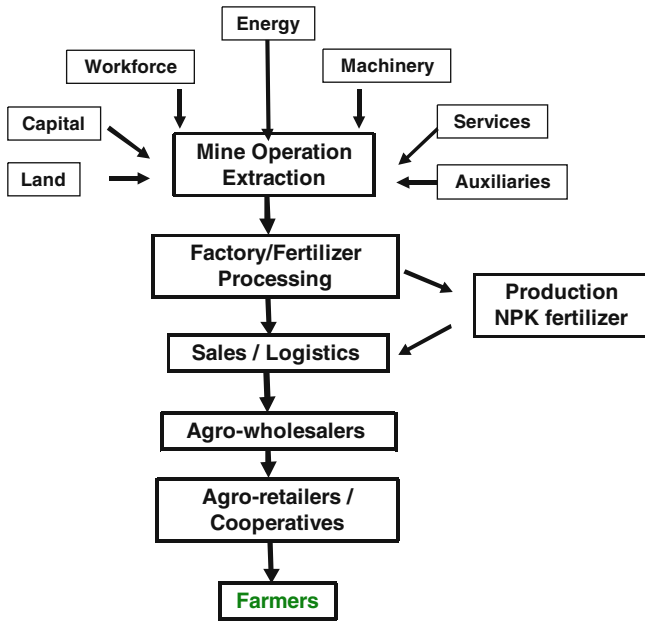 Energy
Workforce
Machinery
Capital
Services
Mine Operation
Extraction
Land
Auxiliaries
Factory/Fertilizer
Processing
Production
NPK fertilizer
Sales / Logistics
Agro-wholesalers
Agro-retailers /
Cooperatives
Farmers